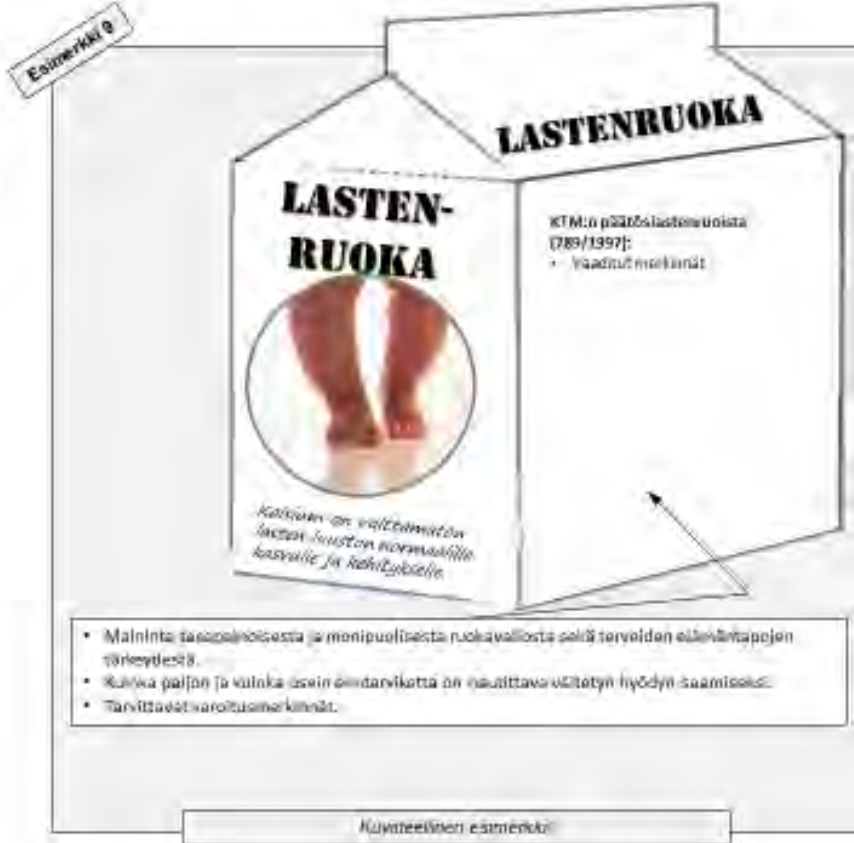 Esimerkki 9
LASTENRUOKA
LASTEN-
RUOKA
KTM:n päätös lastenruoista
(789/1997):
• Vaaditut merkinnät
Kalsium on välttämätön
lasten luuston normaalille
kasvulle ja kehitykselle.
• Maininta tasapainoisesta ja monipuolisesta ruokavaliosta sekä terveiden elämäntapojen
tärkeydestä.
• Kuinka paljon ja kuinka usein elintarviketta on nautittava väitetyn hyödyn saamiseksi.
• Tarvittavat varoitusmerkinnät.
Kuvitteellinen esimerkki